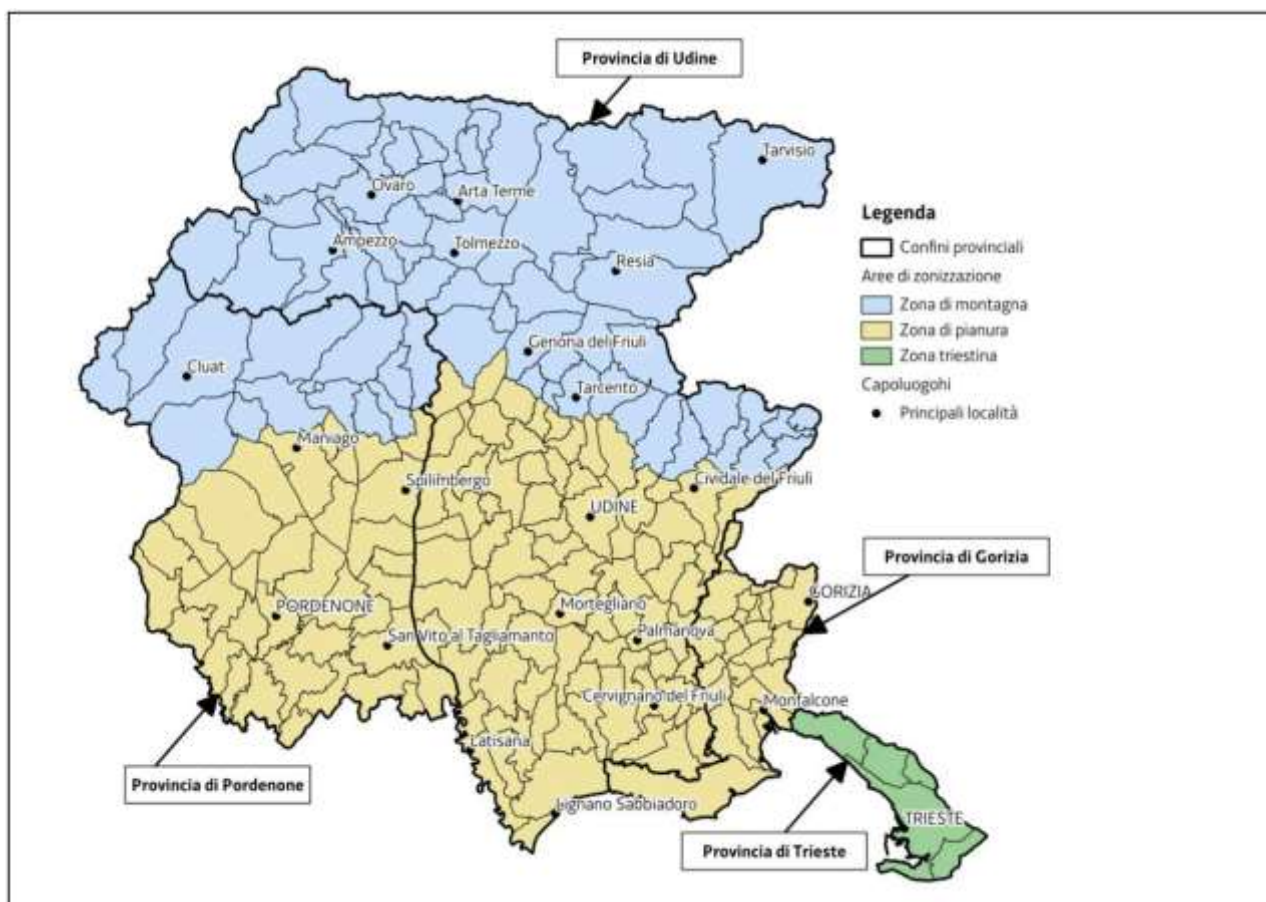 Provincia di Udine
Tarvisio
Ovaro
Arta Terme
Legenda
Ampezzo
Tolmezzo
Confini provinciali
Resia
Aree di zonizzazione
Zona di montagna
Zona di pianura
Genona del Friuli
Zona triestina
Cluat
Capoluogohi
Tarcento
Principali località
Maniago
Spilimbergo
Cividale del Friuli
UDINE
Provincia di Gorizia
GORIZIA
PORDENONE
Mortegliano
San Vito al Tagliamanto
Palmanova
Cervignano del Friuli
Monfalcone
Latisana
Provincia di Pordenone
Lignano Sabbiadoro
TRIESTE
Provincia di Trieste